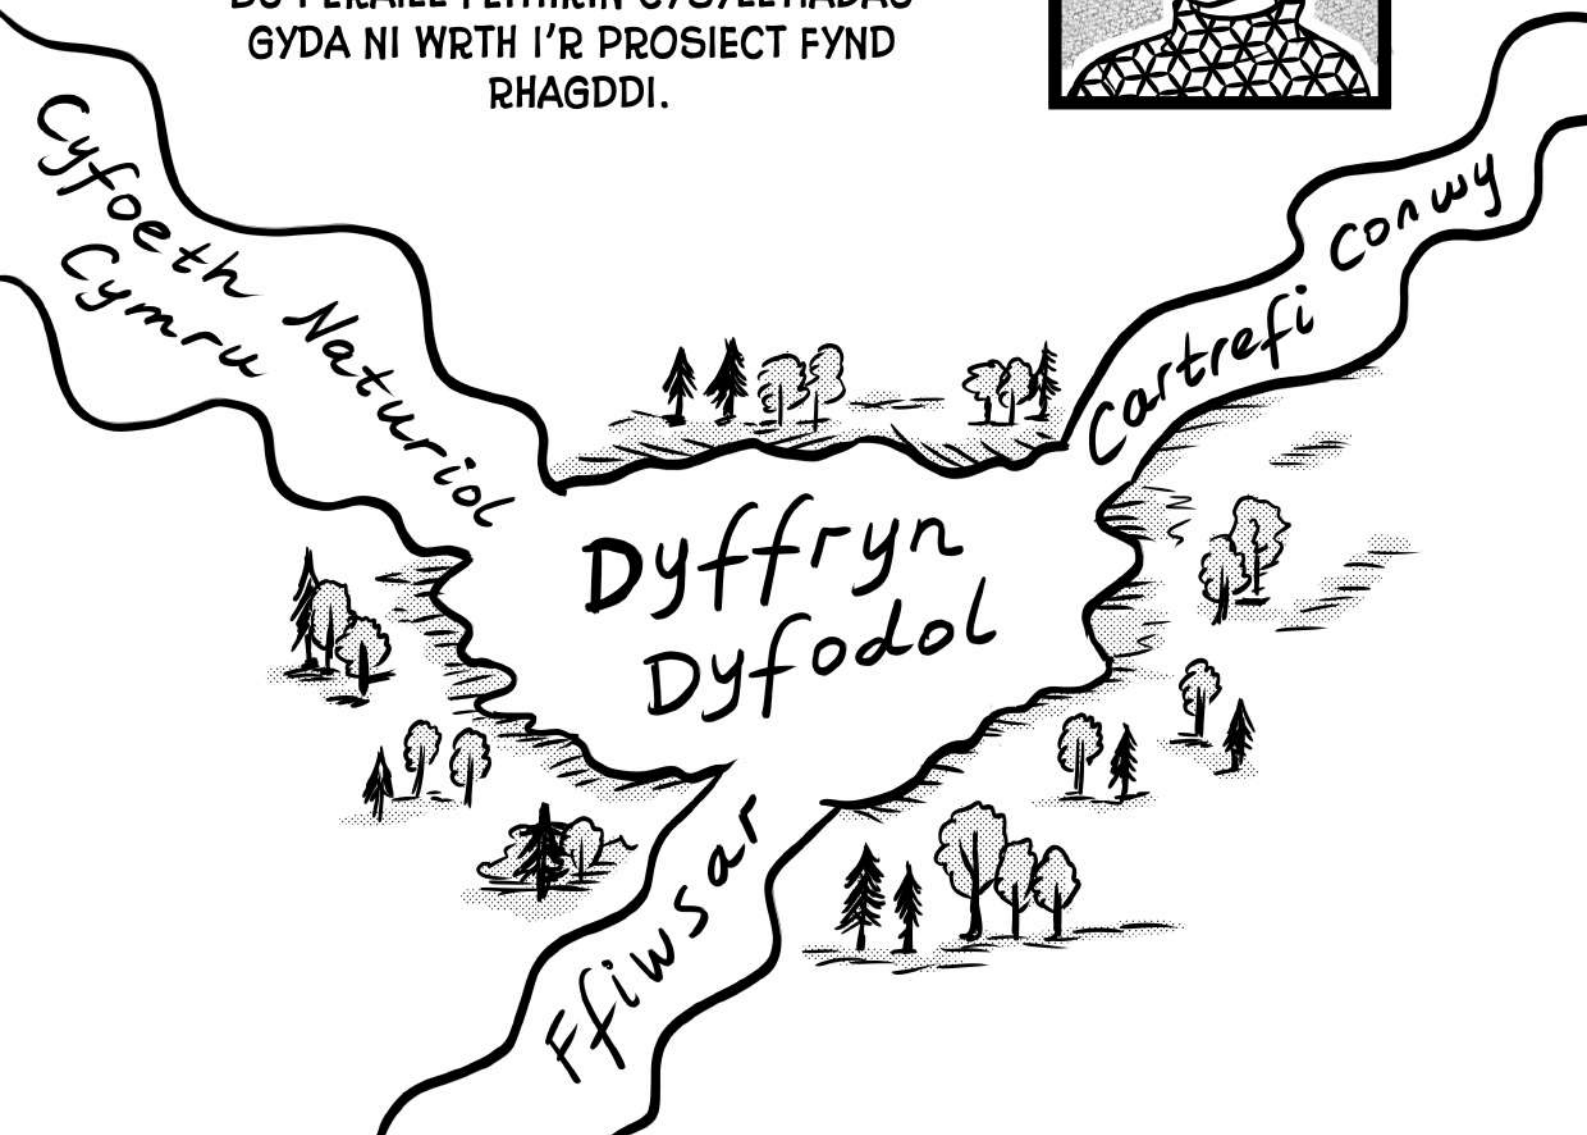 GYDA NI WRTH I'R PROSIECT FYND
RHAGDDI.
Cyfoeth Naturiol
Cymru
Cartrefi Conwy
Dyffryn
Dyfodol
Ffiwsar